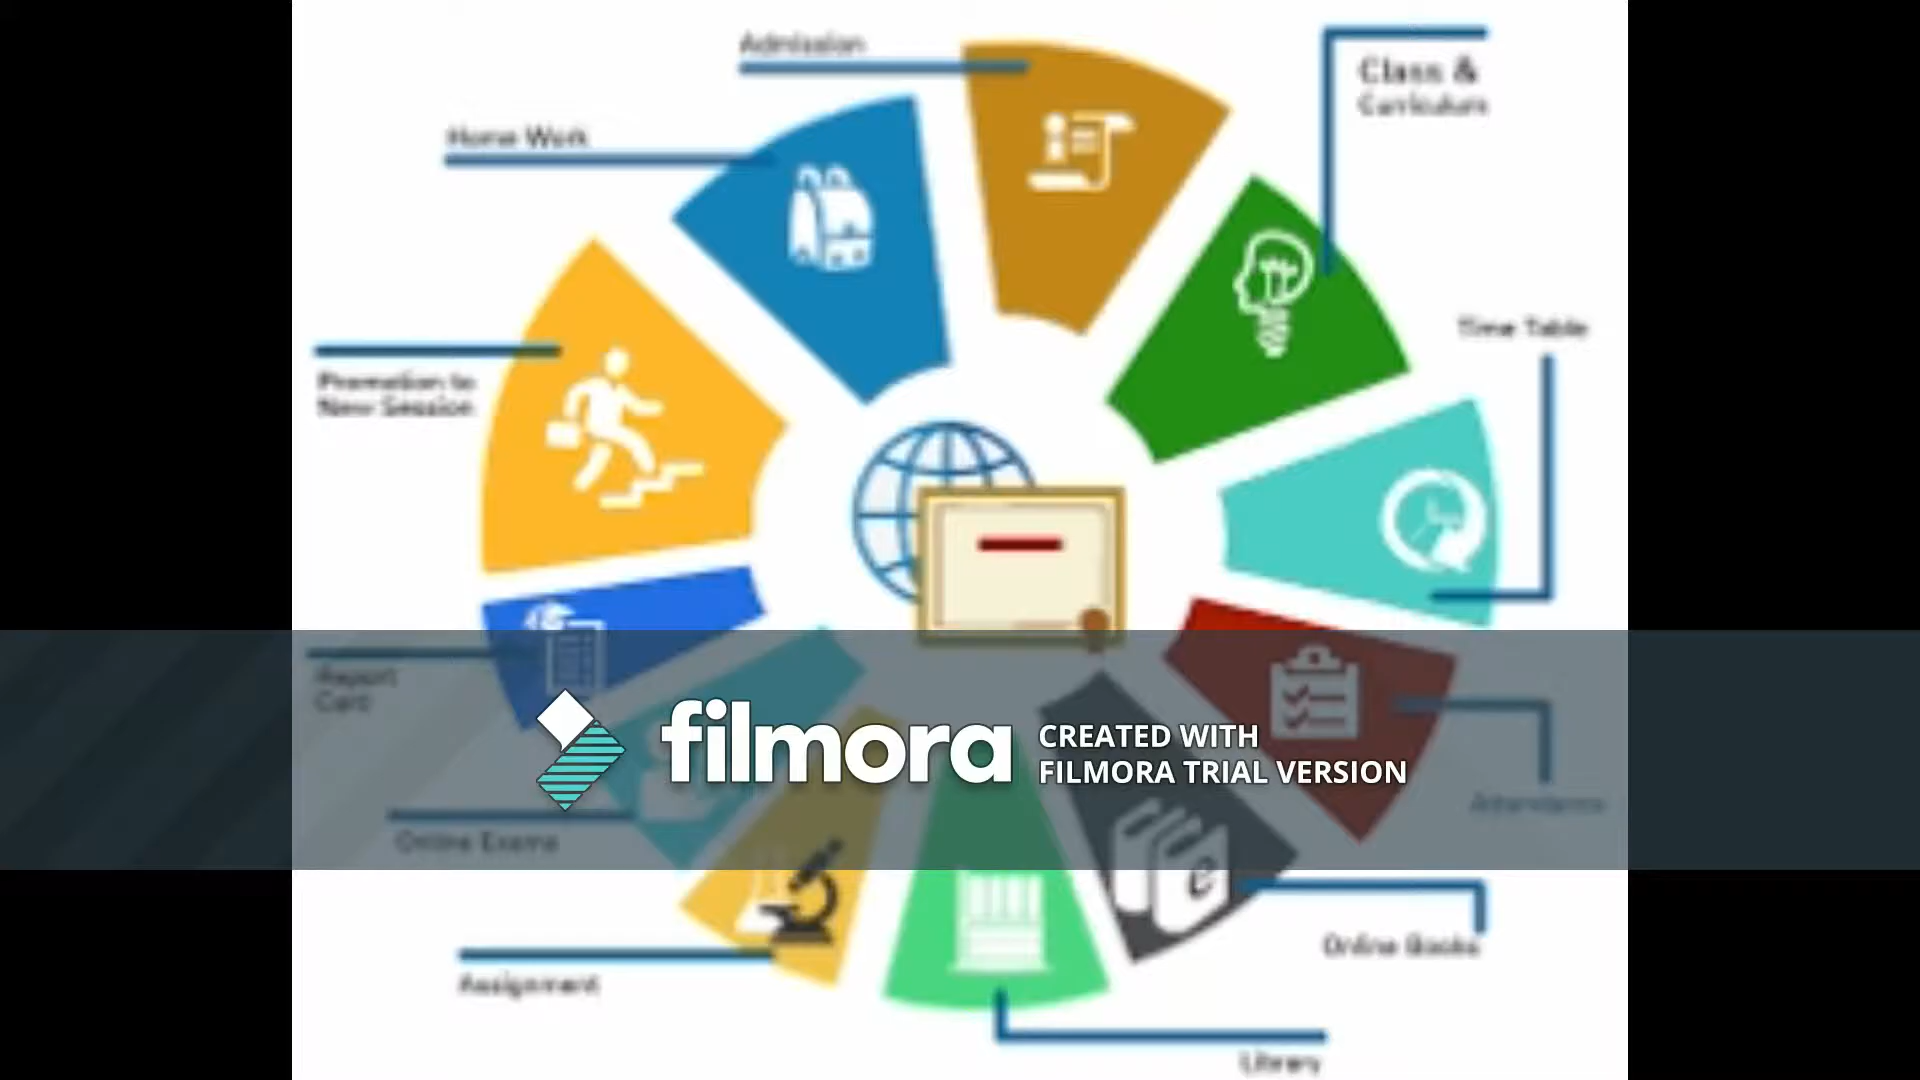 Admission
Class &
Curriculum
Home Work
Time Table
Promotion to
New Session
Report
Card
filmora
CREATED WITH
FILMORA TRIAL VERSION
Attendance
Online Exams
e
Online Books
Assignment
Library